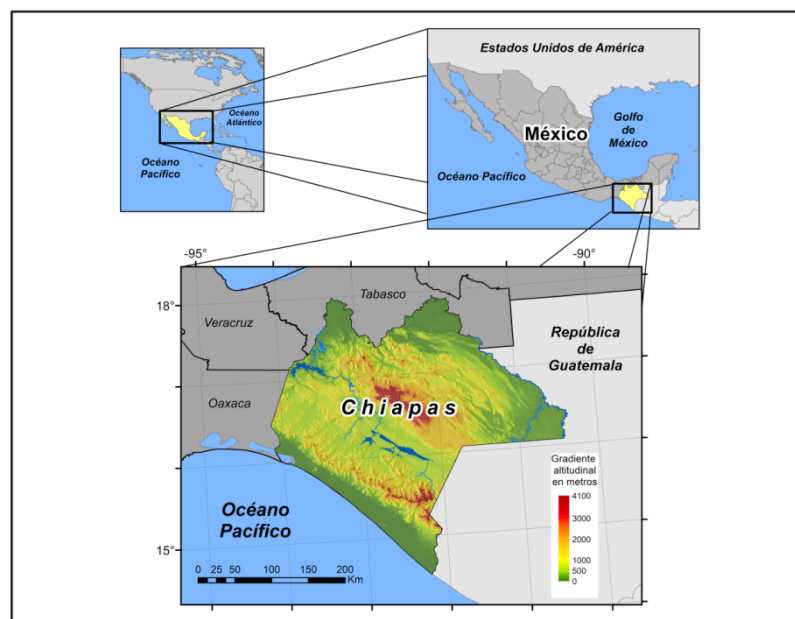 Océano
Atlántico
Océano
Pacífico
Estados Unidos de América
México
Golfo
de
México
Océano Pacífico
-95°
-90°
18°
15°
Tabasco
Veracruz
Oaxaca
República
de
Guatemala
Chiapas
Océano
Pacífico
Gradiente
altitudinal
en metros
4100
3000
2000
1000
500
0
0 25 50 100 150 200
Km